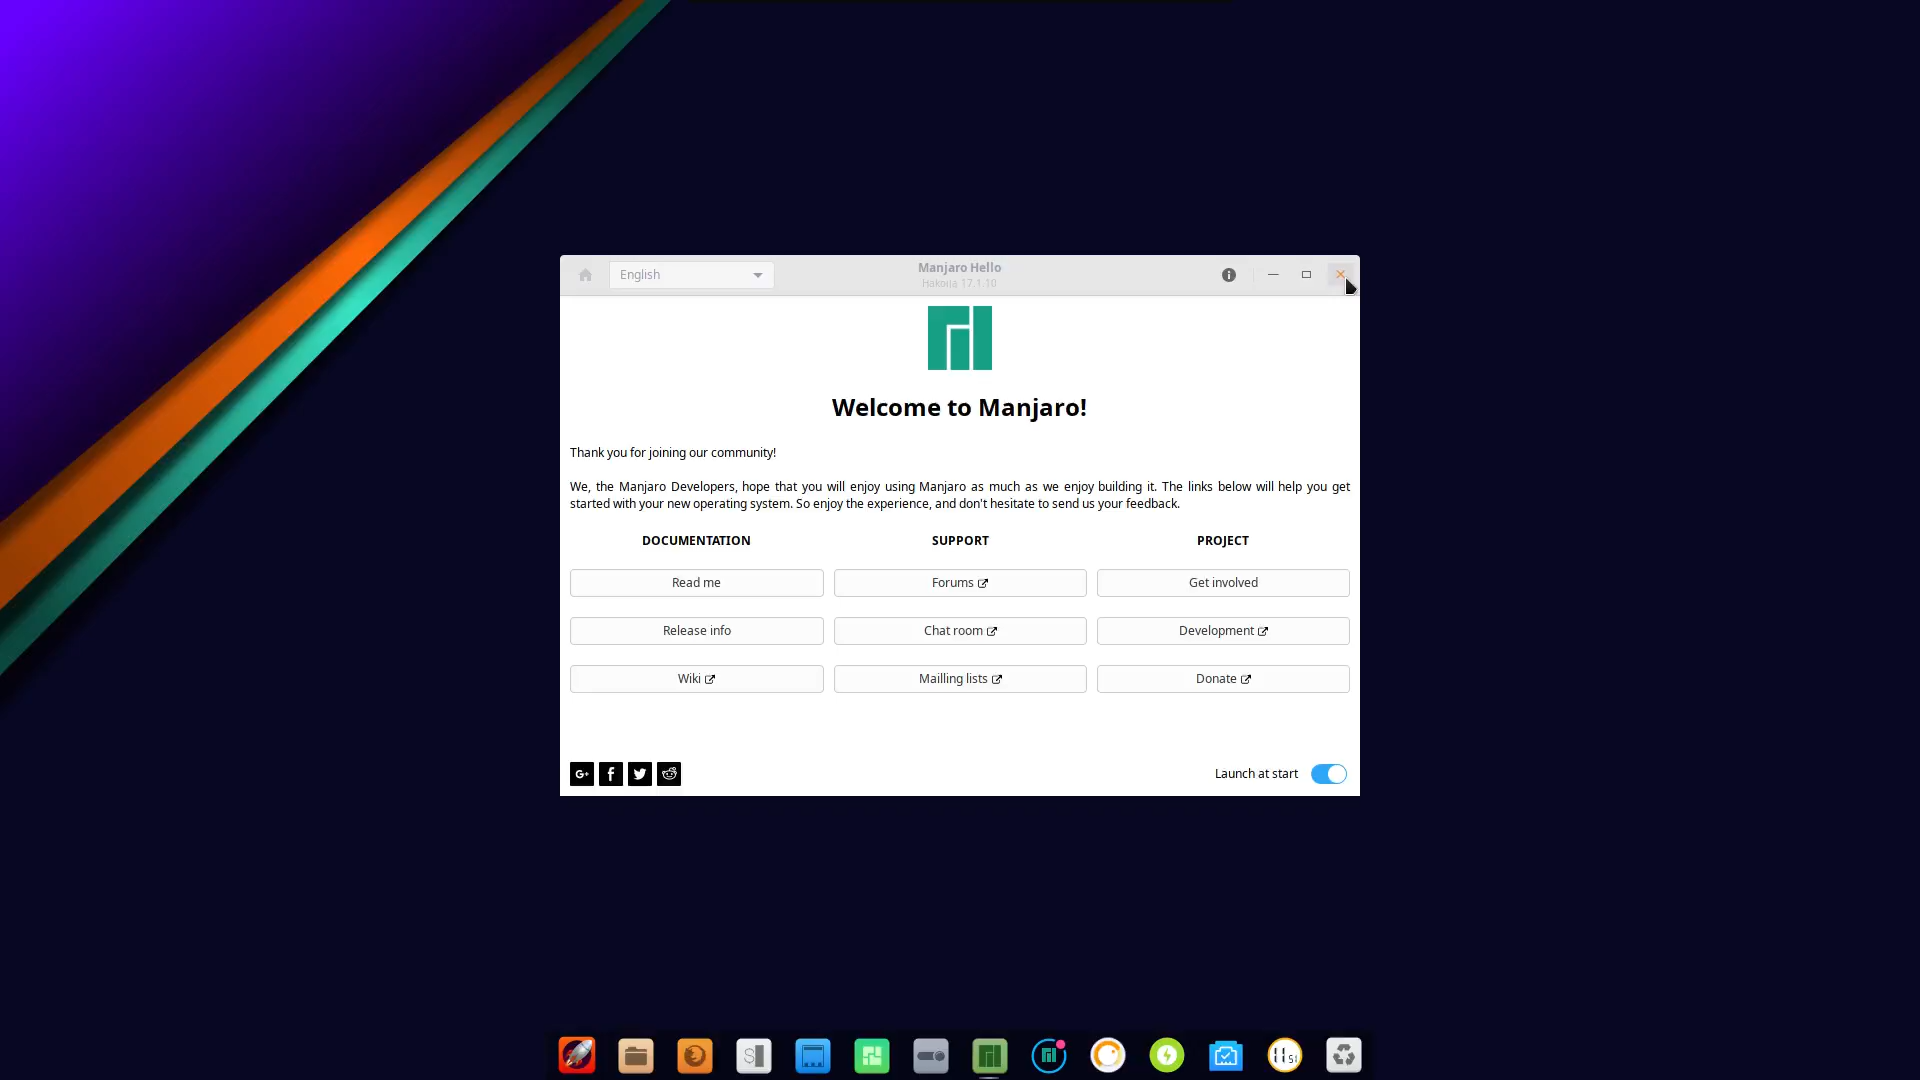 English
Manjaro Hello
Hakoila 17.1.10
Welcome to Manjaro!
Thank you for joining our community!
We, the Manjaro Developers, hope that you will enjoy using Manjaro as much as we enjoy building it. The links below will help you get
started with your new operating system. So enjoy the experience, and don't hesitate to send us your feedback.
DOCUMENTATION SUPPORT PROJECT
Read me Forums Get involved
Release info Chat room Development
Wiki Mailling lists Donate
G+ f Launch at start